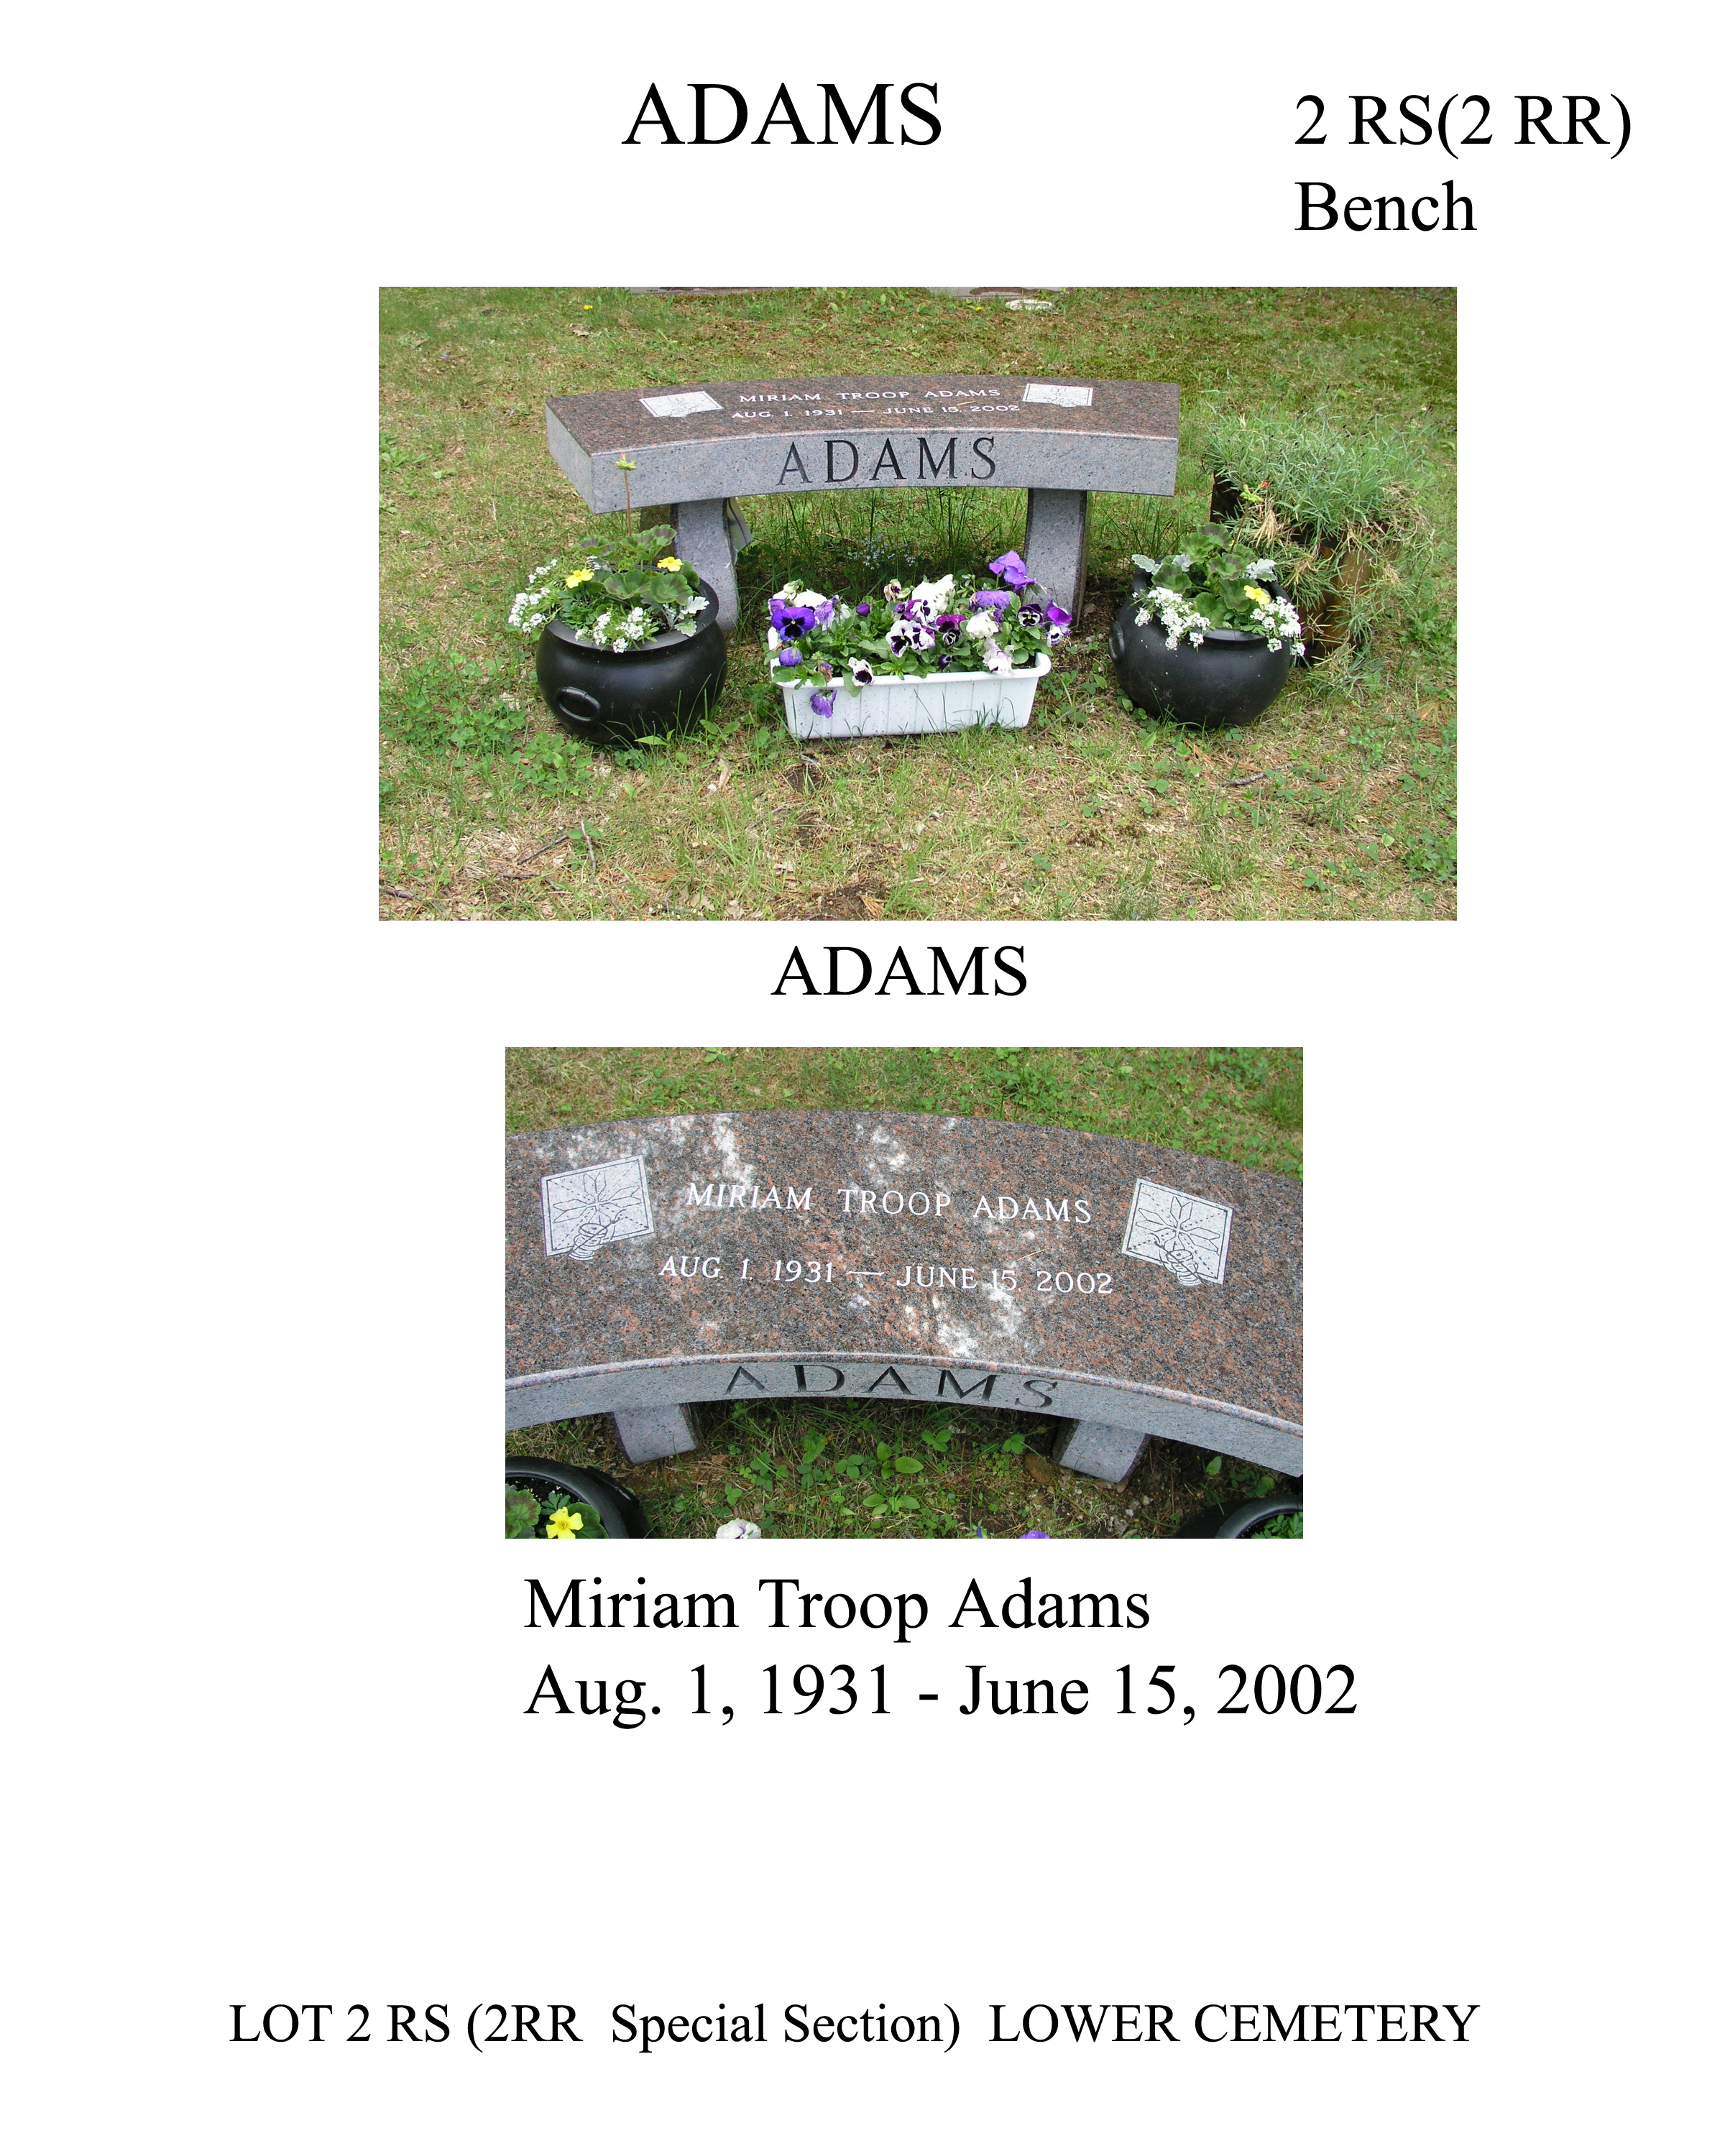 ADAMS
2 RS(2 RR)
Bench
MIRIAM TROOP ADAMS
AUG. 1, 1931 — JUNE 15, 2002
ADAMS
ADAMS
MIRIAM TROOP ADAMS
AUG. 1, 1931 — JUNE 15, 2002
ADAMS
Miriam Troop Adams
Aug. 1, 1931 - June 15, 2002
LOT 2 RS (2RR  Special Section)  LOWER CEMETERY